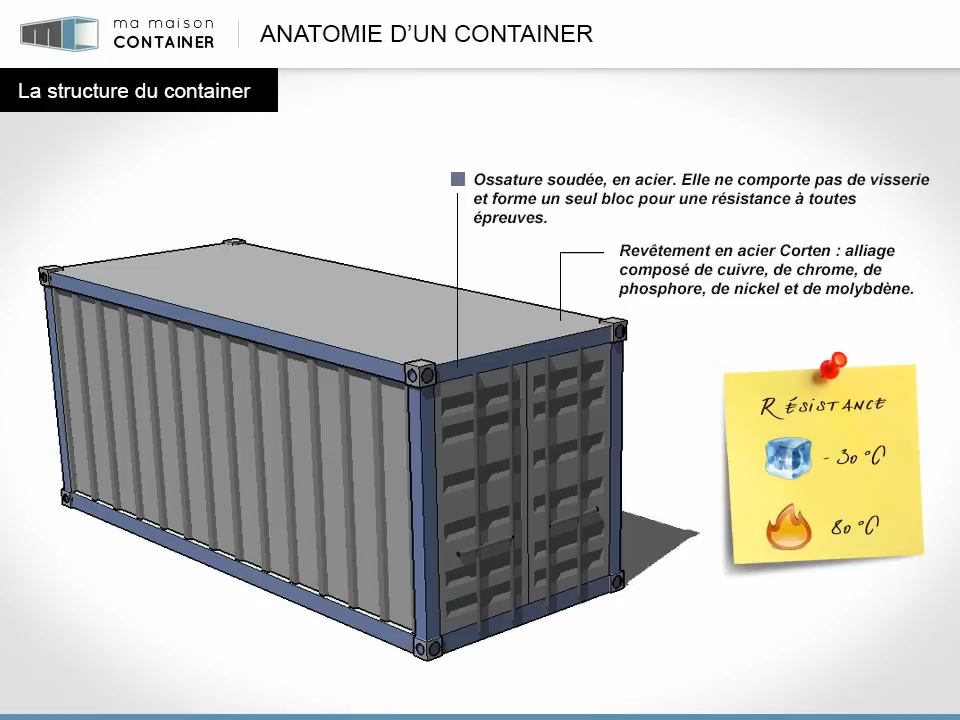 ma maison
CONTAINER
ANATOMIE D'UN CONTAINER
La structure du container
Ossature soudée, en acier. Elle ne comporte pas de visserie
et forme un seul bloc pour une résistance à toutes
épreuves.
Revêtement en acier Corten : alliage
composé de cuivre, de chrome, de
phosphore, de nickel et de molybdène.
RÉSISTANCE
- 30 °C
80 °C